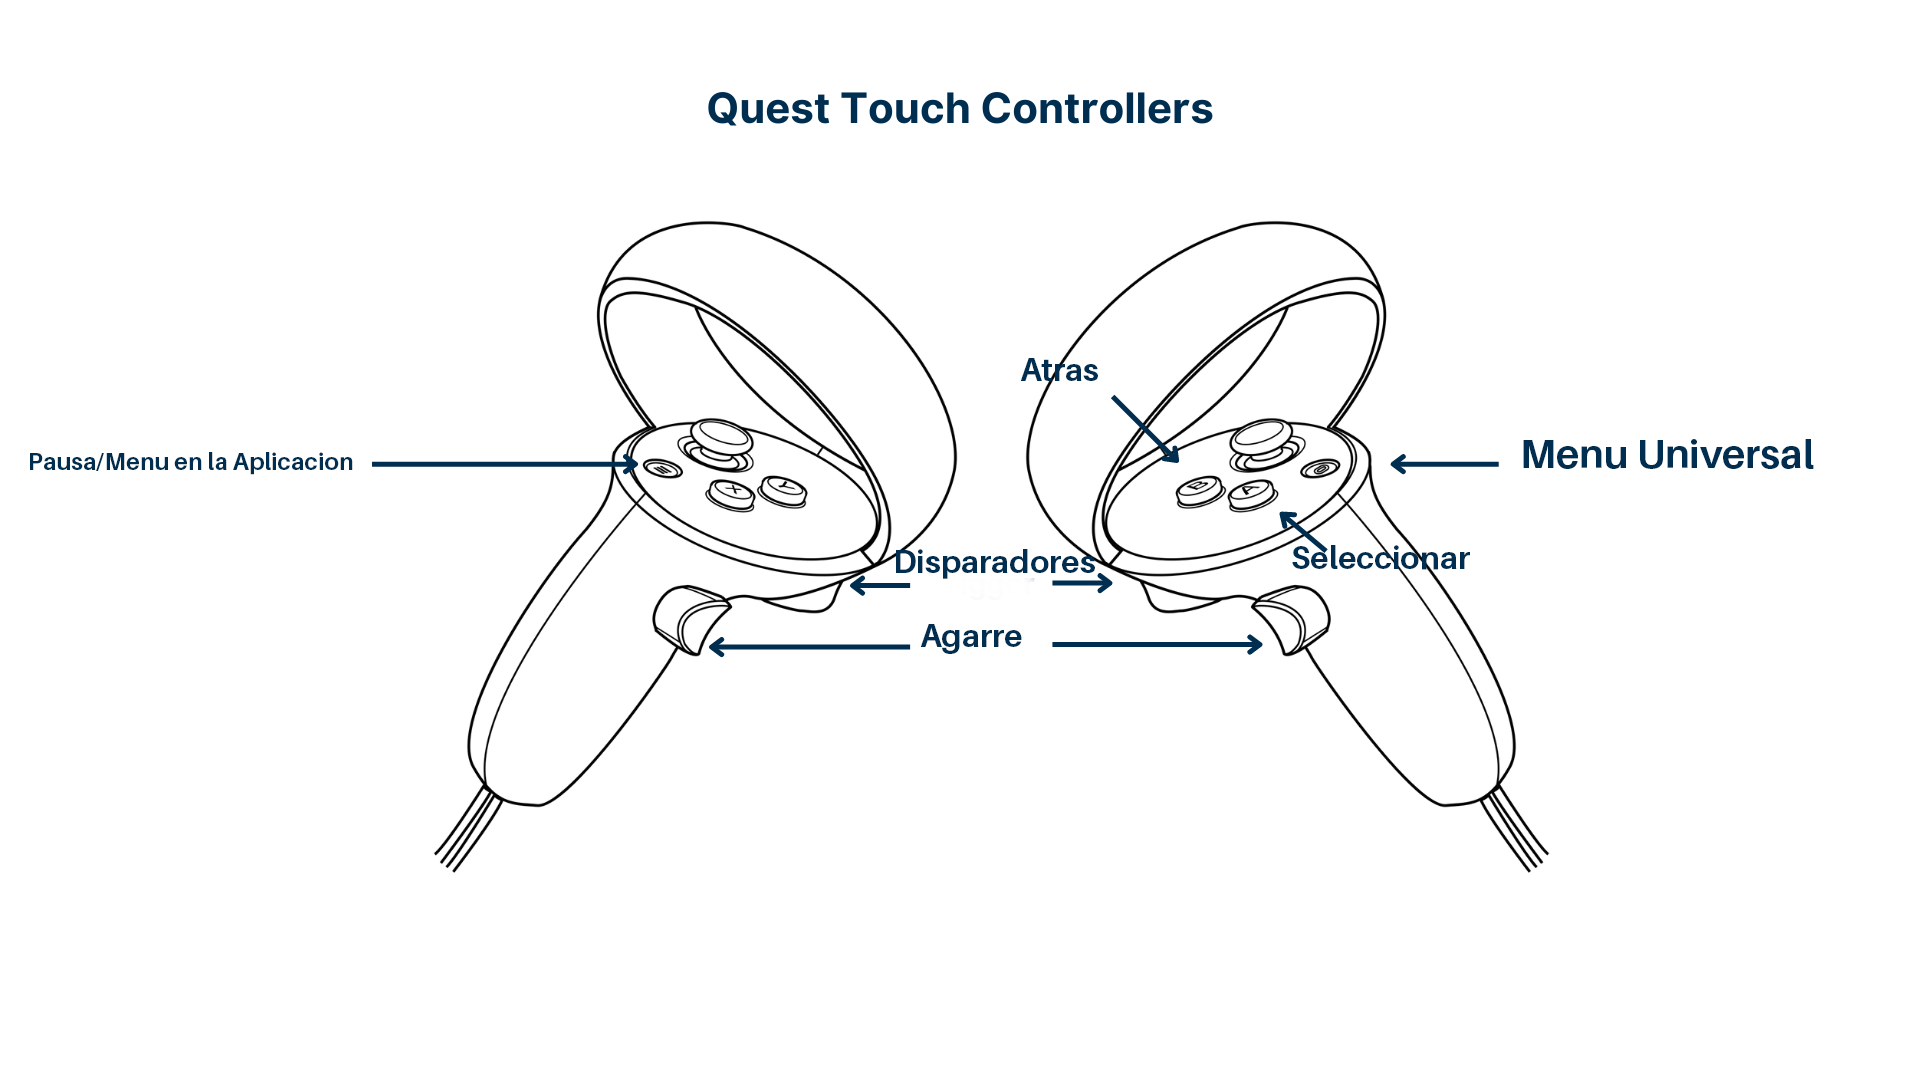 Quest Touch Controllers
Atras
Pausa/Menu en la Aplicacion
Menu Universal
X
Y
B
A
Disparadores
Seleccionar
Agarre